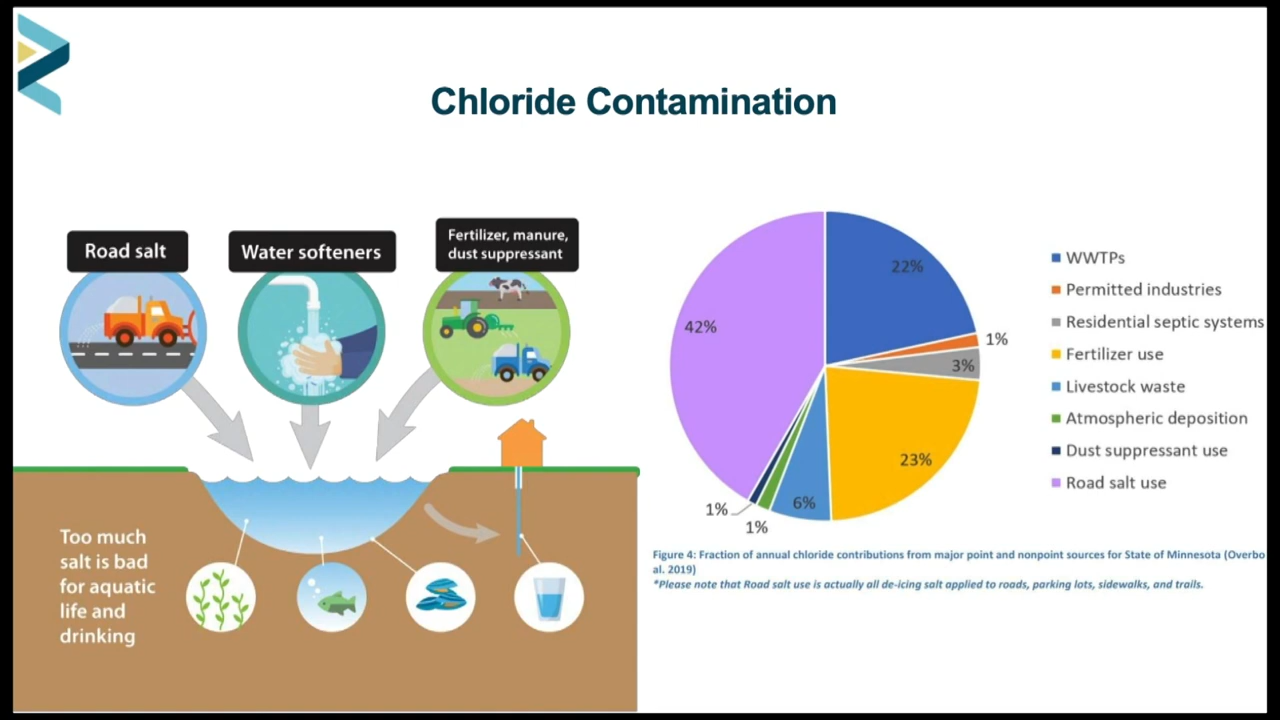 Chloride Contamination
Road salt
Water softeners
Fertilizer, manure,
dust suppressant
Too much
salt is bad
for aquatic
life and
drinking
22%
1%
3%
23%
6%
1%
1%
42%
WWTPs
Permitted industries
Residential septic systems
Fertilizer use
Livestock waste
Atmospheric deposition
Dust suppressant use
Road salt use
Figure 4: Fraction of annual chloride contributions from major point and nonpoint sources for State of Minnesota (Overbo
al. 2019)
*Please note that Road salt use is actually all de-icing salt applied to roads, parking lots, sidewalks, and trails.